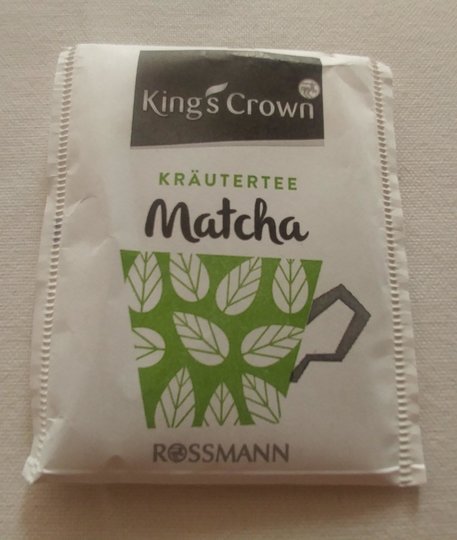 King's Crown
KRÄUTERTEE
Matcha
ROSSMANN